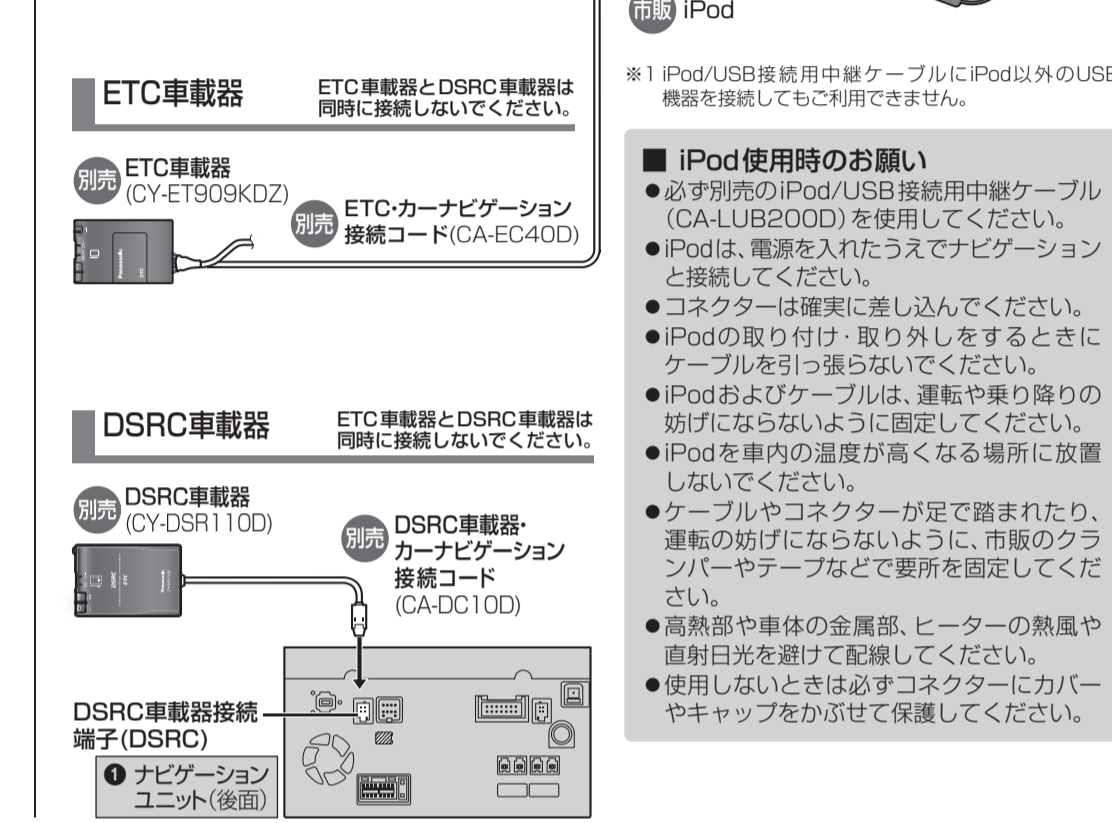 ETC車載器
ETC車載器とDSRC車載器は
同時に接続しないでください。
別売
ETC車載器
(CY-ET909KDZ)
別売
ETC・カーナビゲーション
接続コード(CA-EC40D)
Panasonic
ETC
DSRC車載器
ETC車載器とDSRC車載器は
同時に接続しないでください。
別売
DSRC車載器
(CY-DSR110D)
別売
DSRC車載器・
カーナビゲーション
接続コード
(CA-DC10D)
DSRC
ETC
Panasonic
DSRC車載器接続
端子(DSRC)
❶ ナビゲーション
ユニット(後面)
市販 iPod
※1 iPod/USB接続用中継ケーブルにiPod以外のUSB
機器を接続してもご利用できません。
■ iPod使用時のお願い
●必ず別売のiPod/USB接続用中継ケーブル
(CA-LUB200D)を使用してください。
●iPodは、電源を入れたうえでナビゲーション
と接続してください。
●コネクターは確実に差し込んでください。
●iPodの取り付け・取り外しをするときに
ケーブルを引っ張らないでください。
●iPodおよびケーブルは、運転や乗り降りの
妨げにならないように固定してください。
●iPodを車内の温度が高くなる場所に放置
しないでください。
●ケーブルやコネクターが足で踏まれたり、
運転の妨げにならないように、市販のクラ
ンパーやテープなどで要所を固定してくだ
さい。
●高熱部や車体の金属部、ヒーターの熱風や
直射日光を避けて配線してください。
●使用しないときは必ずコネクターにカバー
やキャップをかぶせて保護してください。